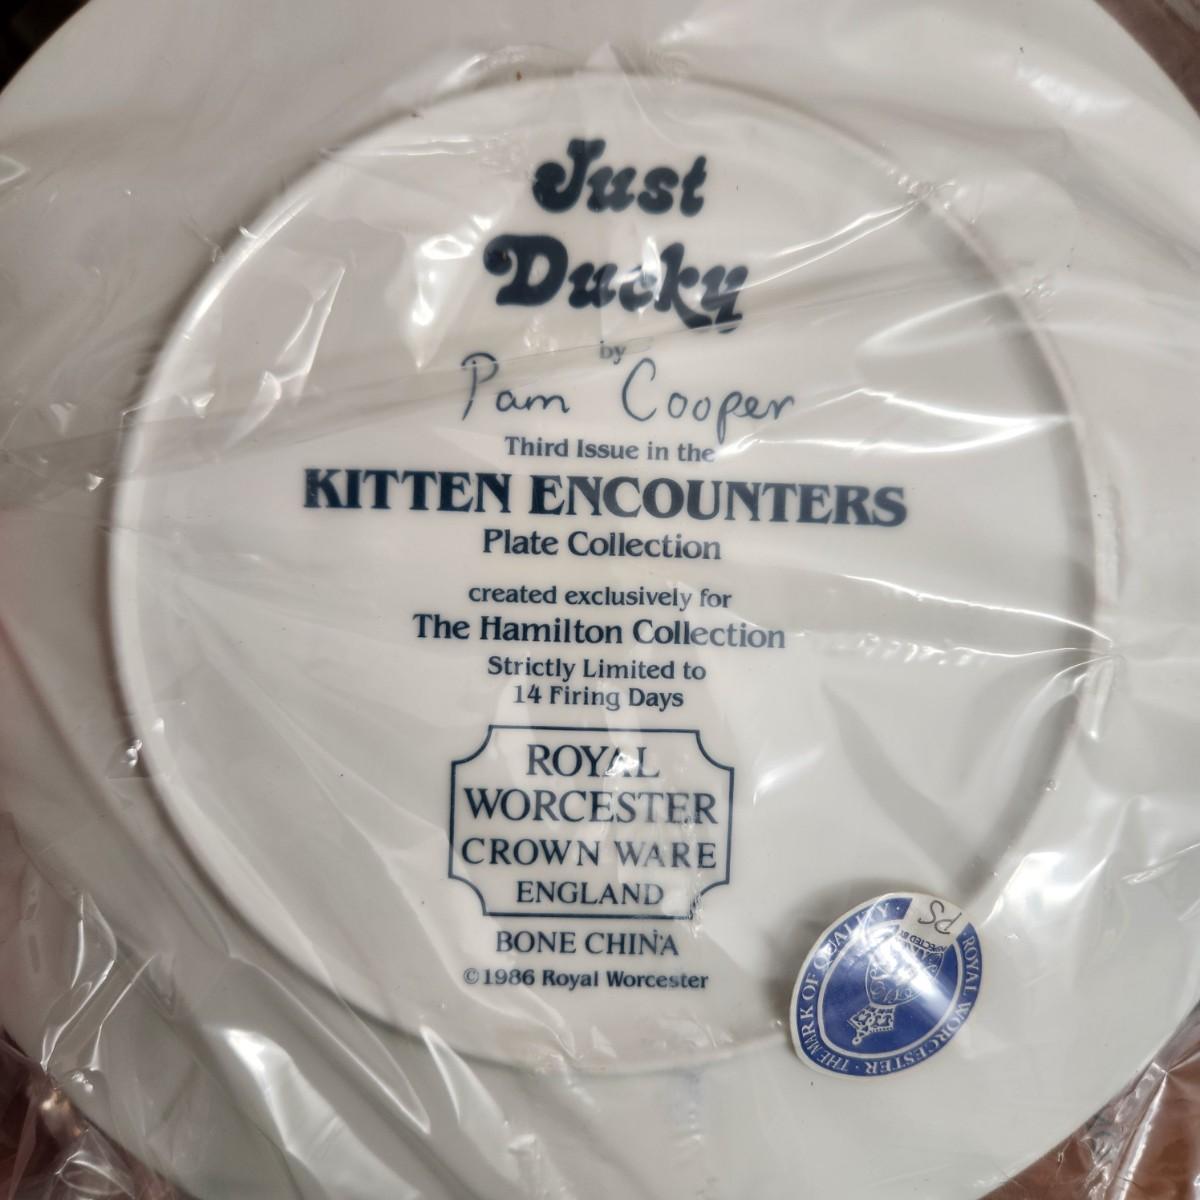 Just
Ducky
by
Pam Cooper
Third Issue in the
KITTEN ENCOUNTERS
Plate Collection
created exclusively for
The Hamilton Collection
Strictly Limited to
14 Firing Days
ROYAL
WORCESTER
CROWN WARE
ENGLAND
BONE CHINA
©1986 Royal Worcester
THE MARK OF QUALITY · ROYAL WORCESTER ·
PS